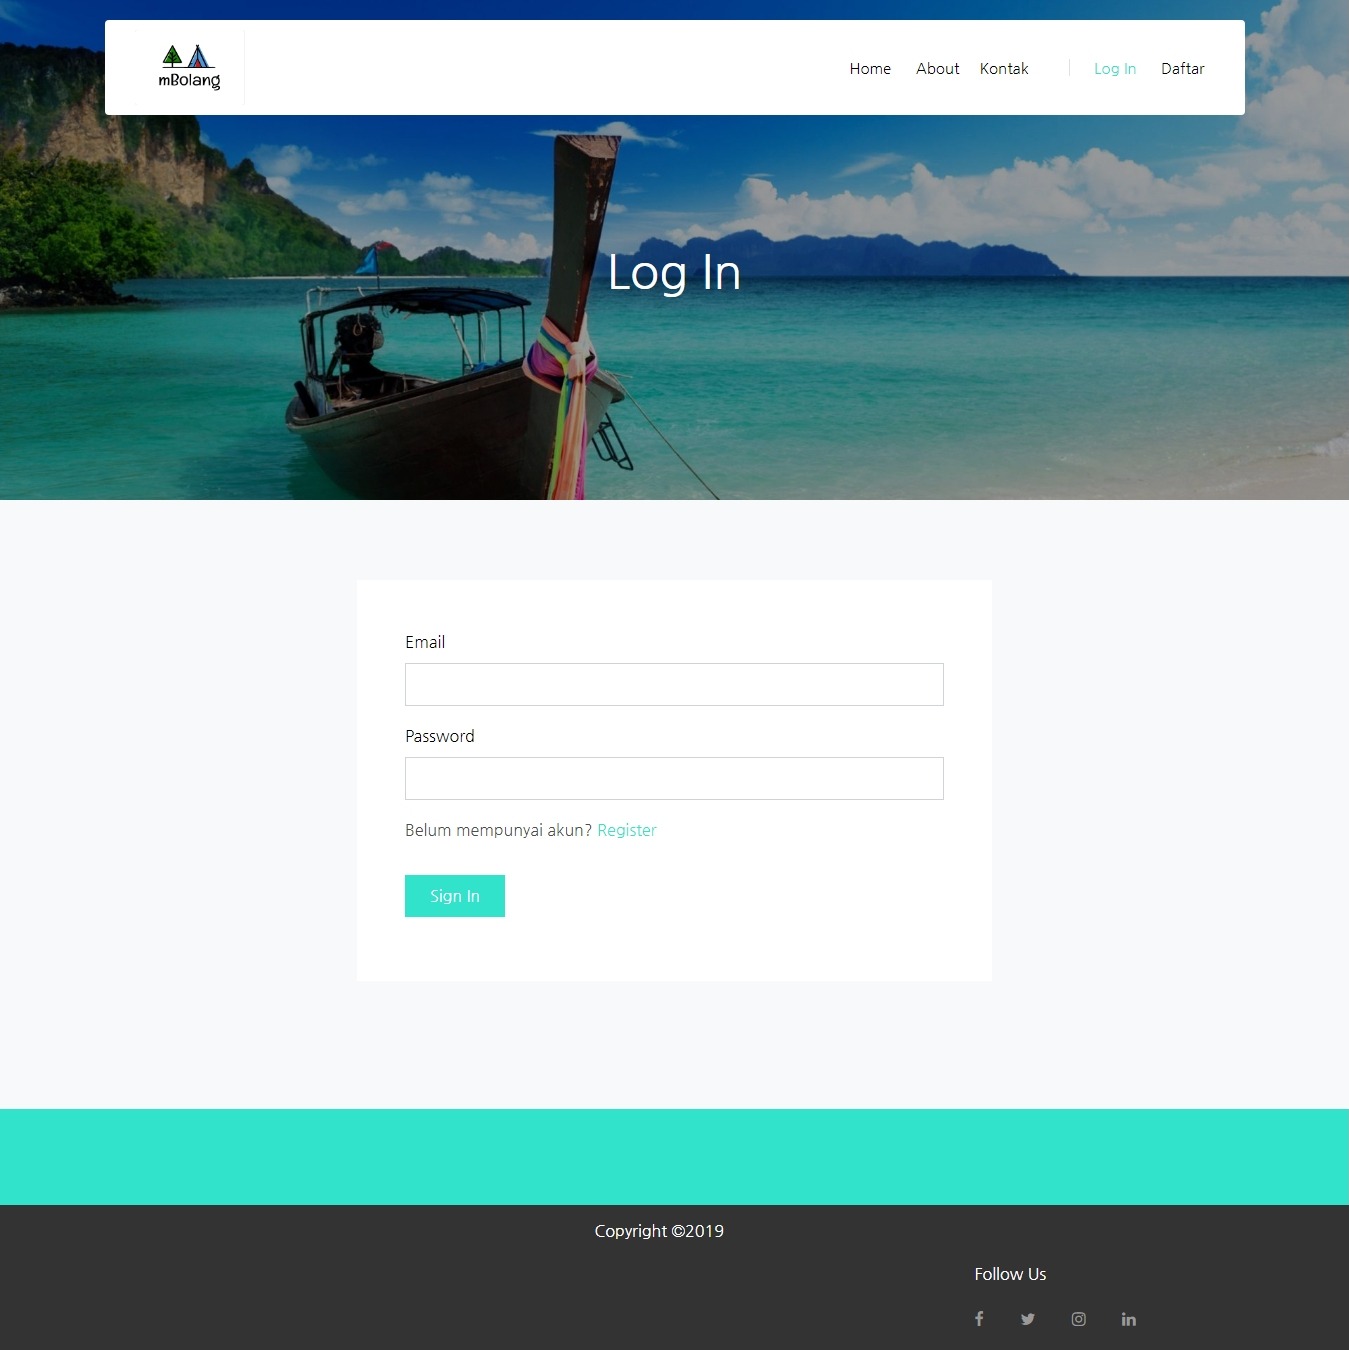 mBolang
Home About Kontak Log In Daftar
Log In
Email
Password
Belum mempunyai akun? Register
Sign In
Copyright ©2019
Follow Us